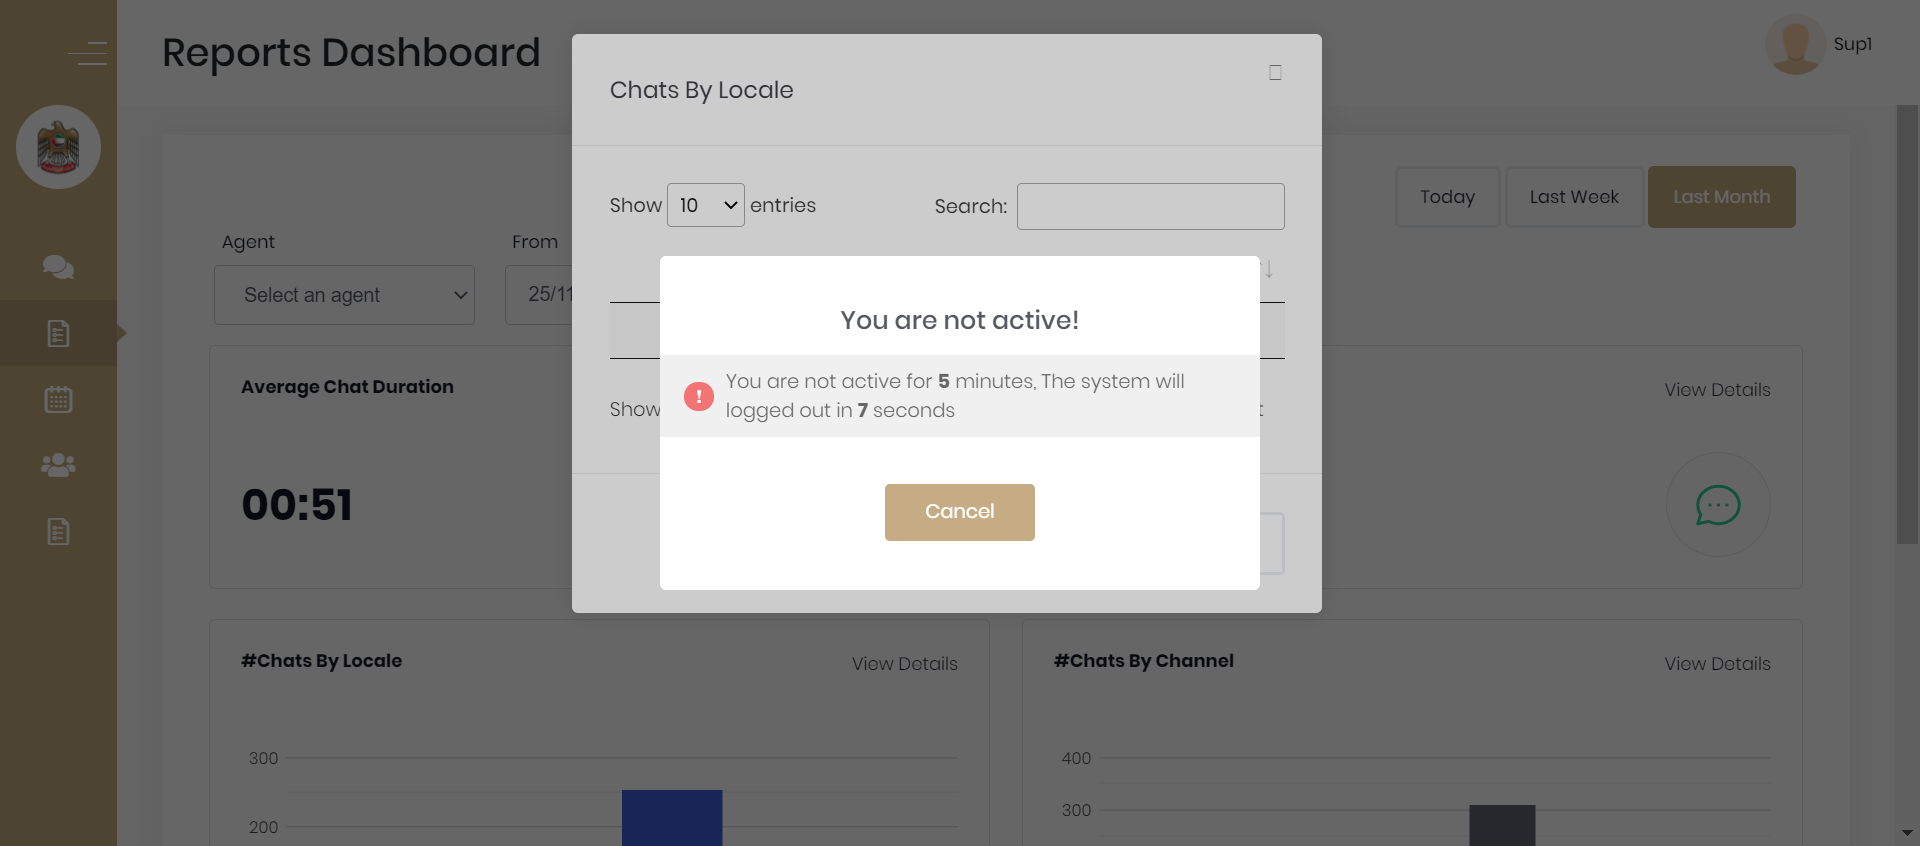 Reports Dashboard
Sup1
Chats By Locale
Show 10 entries
Search:
Today
Last Week
Last Month
Agent
From
Select an agent
25/11
You are not active!
You are not active for 5 minutes, The system will
logged out in 7 seconds
Cancel
Show
Average Chat Duration
View Details
00:51
#Chats By Locale
View Details
#Chats By Channel
View Details
300
200
400
300